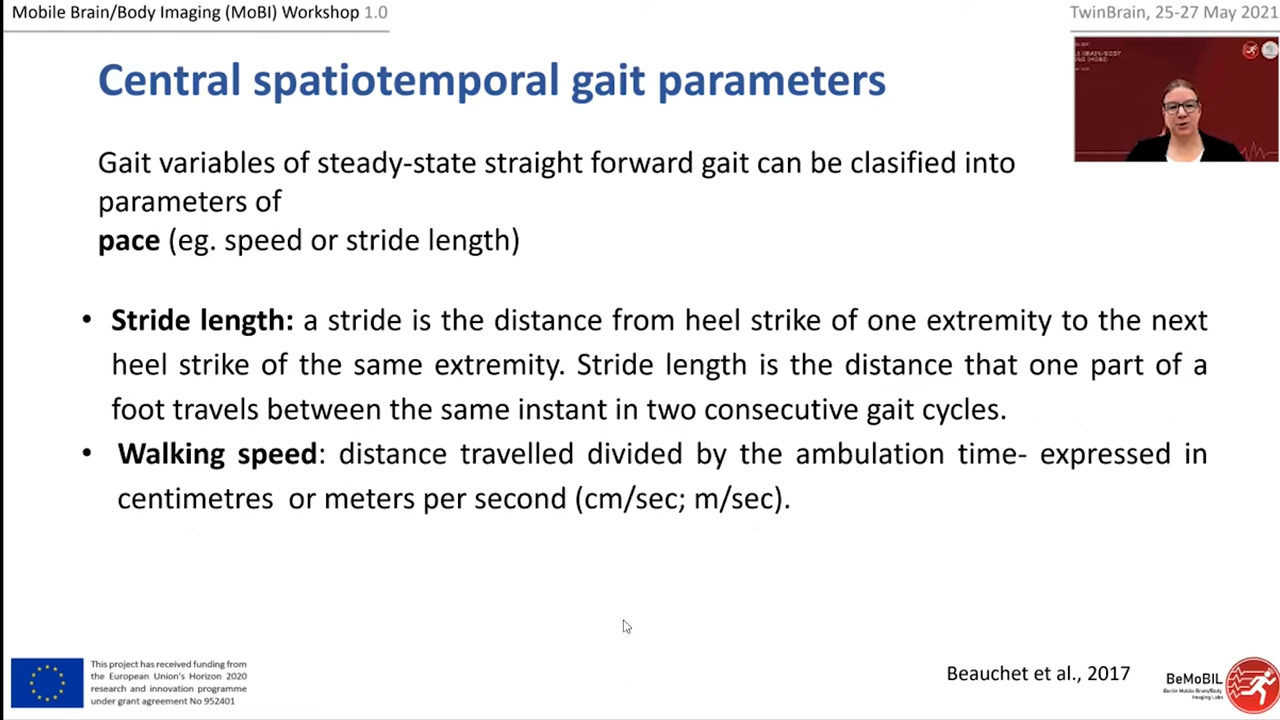 Mobile Brain/Body Imaging (MoBI) Workshop 1.0
TwinBrain, 25-27 May 2021
Central spatiotemporal gait parameters
Gait variables of steady-state straight forward gait can be clasified into
parameters of
pace (eg. speed or stride length)
• Stride length: a stride is the distance from heel strike of one extremity to the next
heel strike of the same extremity. Stride length is the distance that one part of a
foot travels between the same instant in two consecutive gait cycles.
• Walking speed: distance travelled divided by the ambulation time- expressed in
centimetres or meters per second (cm/sec; m/sec).
This project has received funding from
the European Union's Horizon 2020
research and innovation programme
under grant agreement No 952401
Beauchet et al., 2017
BeMoBIL
Berlin Mobile Brain/Body
Imaging Labs